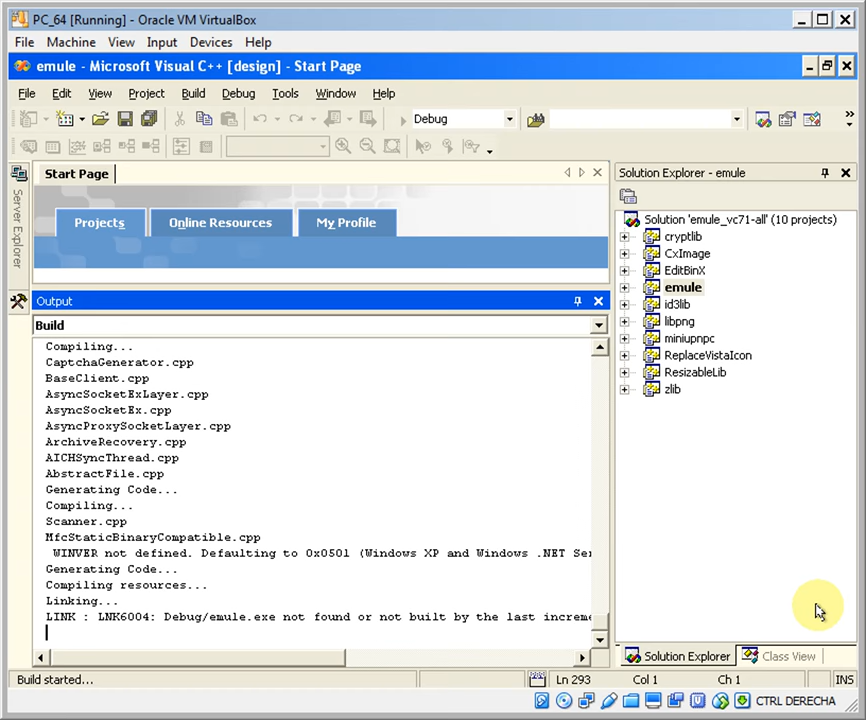 PC_64 [Running] - Oracle VM VirtualBox
File Machine View Input Devices Help
emule - Microsoft Visual C++ [design] - Start Page
File Edit View Project Build Debug Tools Window Help
Debug
Start Page
Projects Online Resources My Profile
Server Explorer
Output
Build
Compiling...
CaptchaGenerator.cpp
BaseClient.cpp
AsyncSocketExLayer.cpp
AsyncSocketEx.cpp
AsyncProxySocketLayer.cpp
ArchiveRecovery.cpp
AICHSyncThread.cpp
AbstractFile.cpp
Generating Code...
Compiling...
Scanner.cpp
MfcStaticBinaryCompatible.cpp
WINVER not defined. Defaulting to 0x0501 (Windows XP and Windows .NET Ser
Generating Code...
Compiling resources...
Linking...
LINK : LNK6004: Debug/emule.exe not found or not built by the last increme
Solution Explorer - emule
Solution 'emule_vc71-all' (10 projects)
cryptlib
CxImage
EditBinX
emule
id3lib
libpng
miniupnpc
ReplaceVistaIcon
ResizableLib
zlib
Solution Explorer Class View
Build started... Ln 293 Col 1 Ch 1 INS
CTRL DERECHA